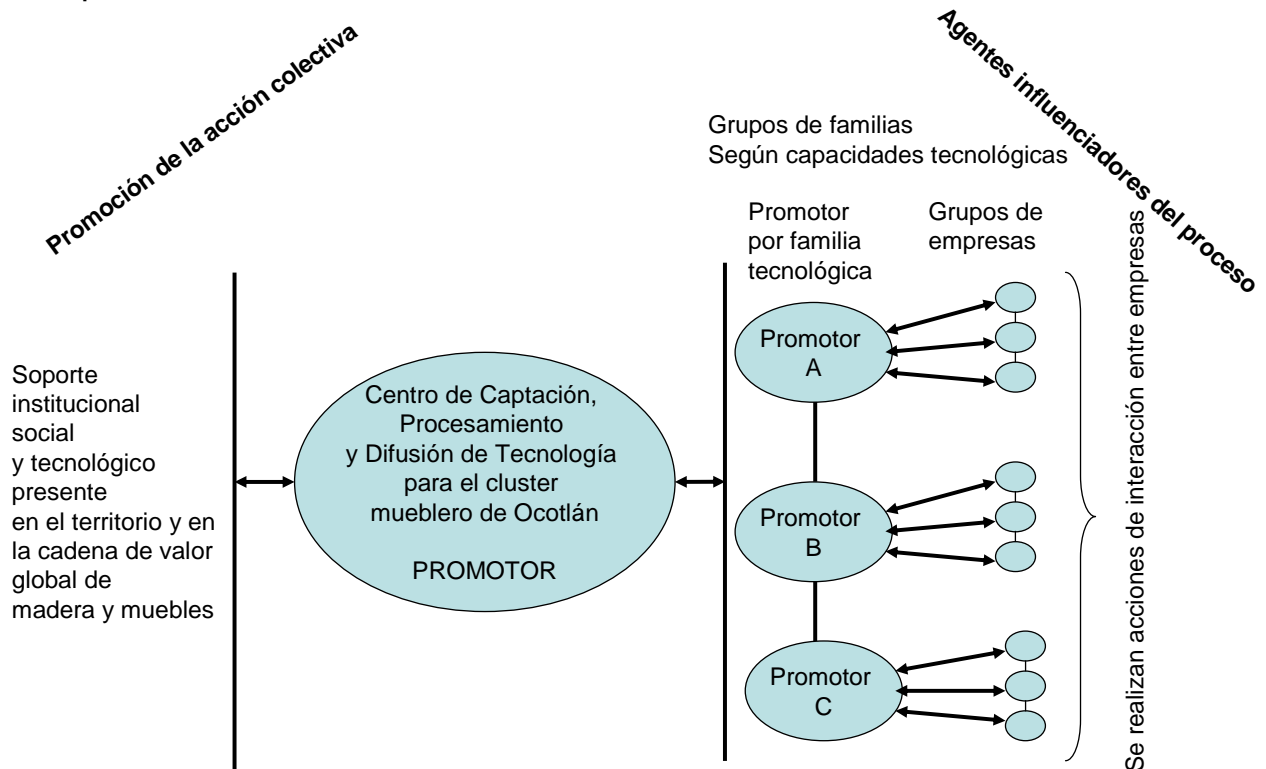 Promoción de la acción colectiva
Agentes influenciadores del proceso
Grupos de familias
Según capacidades tecnológicas
Promotor
por familia
tecnológica
Grupos de
empresas
Soporte
institucional
social
y tecnológico
presente
en el territorio y en
la cadena de valor
global de
madera y muebles
Centro de Captación,
Procesamiento
y Difusión de Tecnología
para el cluster
mueblero de Ocotlán
PROMOTOR
Promotor
A
Promotor
B
Promotor
C
Se realizan acciones de interacción entre empresas